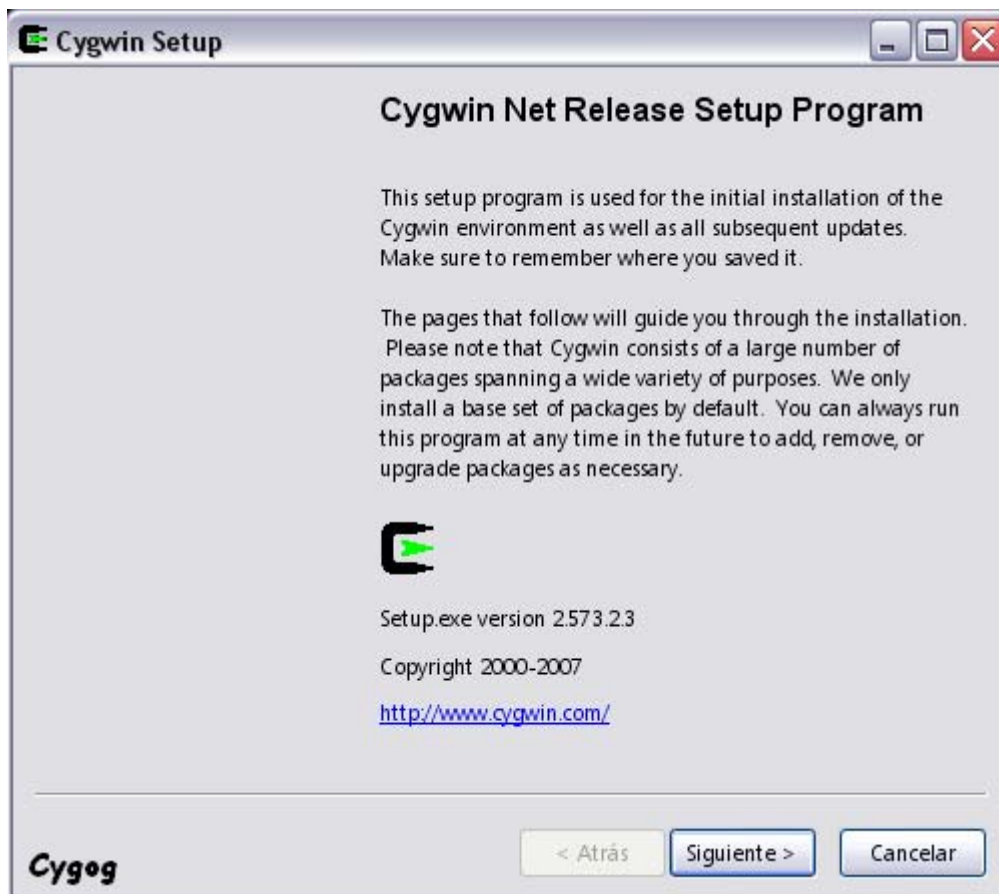 Cygwin Setup
Cygwin Net Release Setup Program
This setup program is used for the initial installation of the
Cygwin environment as well as all subsequent updates.
Make sure to remember where you saved it.
The pages that follow will guide you through the installation.
Please note that Cygwin consists of a large number of
packages spanning a wide variety of purposes. We only
install a base set of packages by default. You can always run
this program at any time in the future to add, remove, or
upgrade packages as necessary.
Setup.exe version 2.573.2.3
Copyright 2000-2007
http://www.cygwin.com/
Cygog
< Atrás
Siguiente >
Cancelar